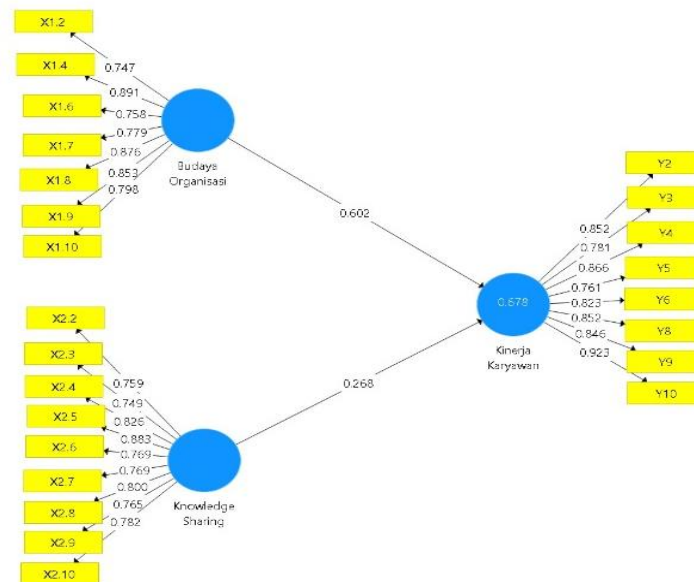 X1.2
X1.4
X1.6
X1.7
X1.8
X1.9
X1.10
0.747
0.891
0.758
0.779
0.876
0.853
0.798
Budaya
Organisasi
0.602
X2.2
X2.3
X2.4
X2.5
X2.6
X2.7
X2.8
X2.9
X2.10
0.759
0.749
0.826
0.883
0.769
0.769
0.800
0.765
0.782
Knowledge
Sharing
0.268
0.678
Kinerja
Karyawan
0.852
0.781
0.866
0.761
0.823
0.852
0.846
0.923
Y2
Y3
Y4
Y5
Y6
Y8
Y9
Y10